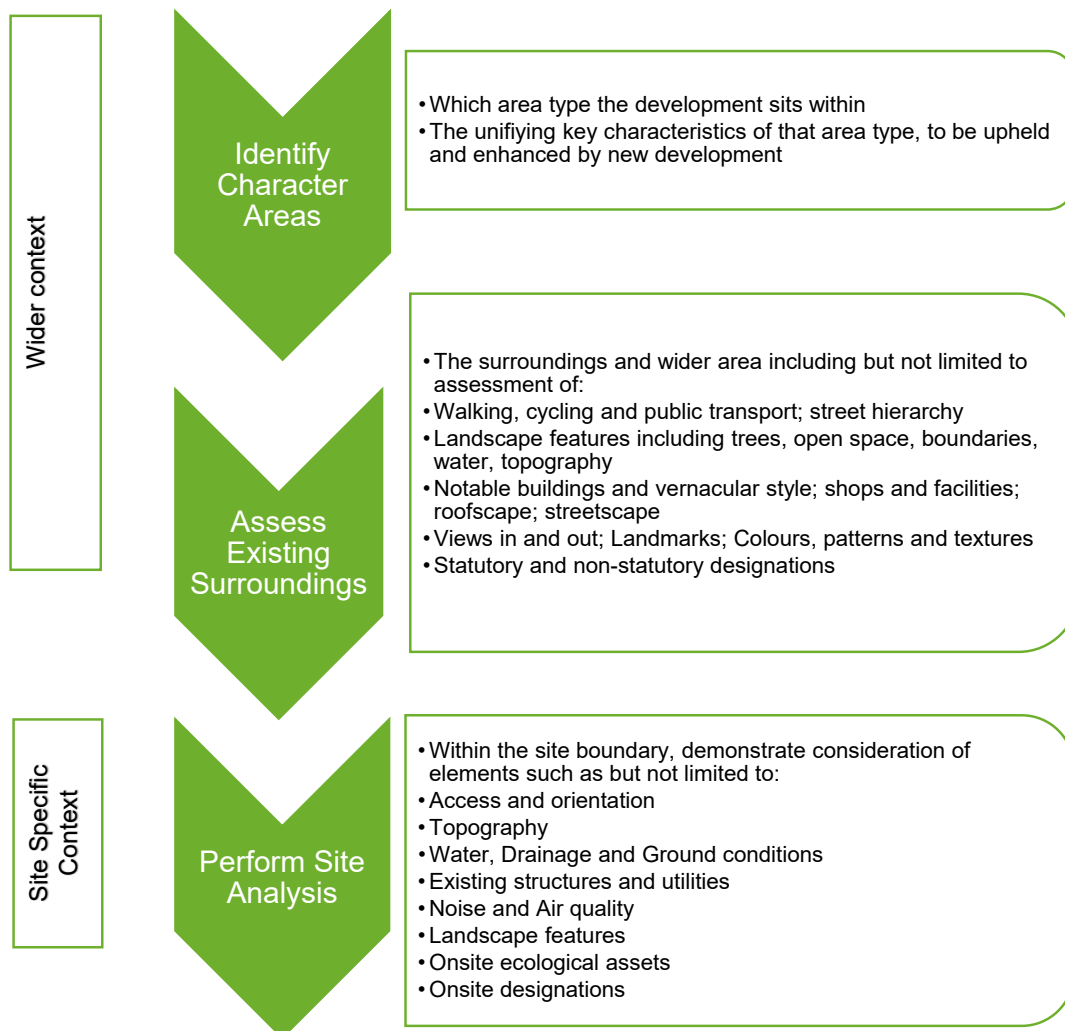 Wider context
Identify
Character
Areas
•Which area type the development sits within
•The unifiying key characteristics of that area type, to be upheld
and enhanced by new development
Assess
Existing
Surroundings
•The surroundings and wider area including but not limited to
assessment of:
•Walking, cycling and public transport; street hierarchy
•Landscape features including trees, open space, boundaries,
water, topography
•Notable buildings and vernacular style; shops and facilities;
roofscape; streetscape
•Views in and out; Landmarks; Colours, patterns and textures
•Statutory and non-statutory designations
Site Specific
Context
Perform Site
Analysis
•Within the site boundary, demonstrate consideration of
elements such as but not limited to:
•Access and orientation
•Topography
•Water, Drainage and Ground conditions
•Existing structures and utilities
•Noise and Air quality
•Landscape features
•Onsite ecological assets
•Onsite designations